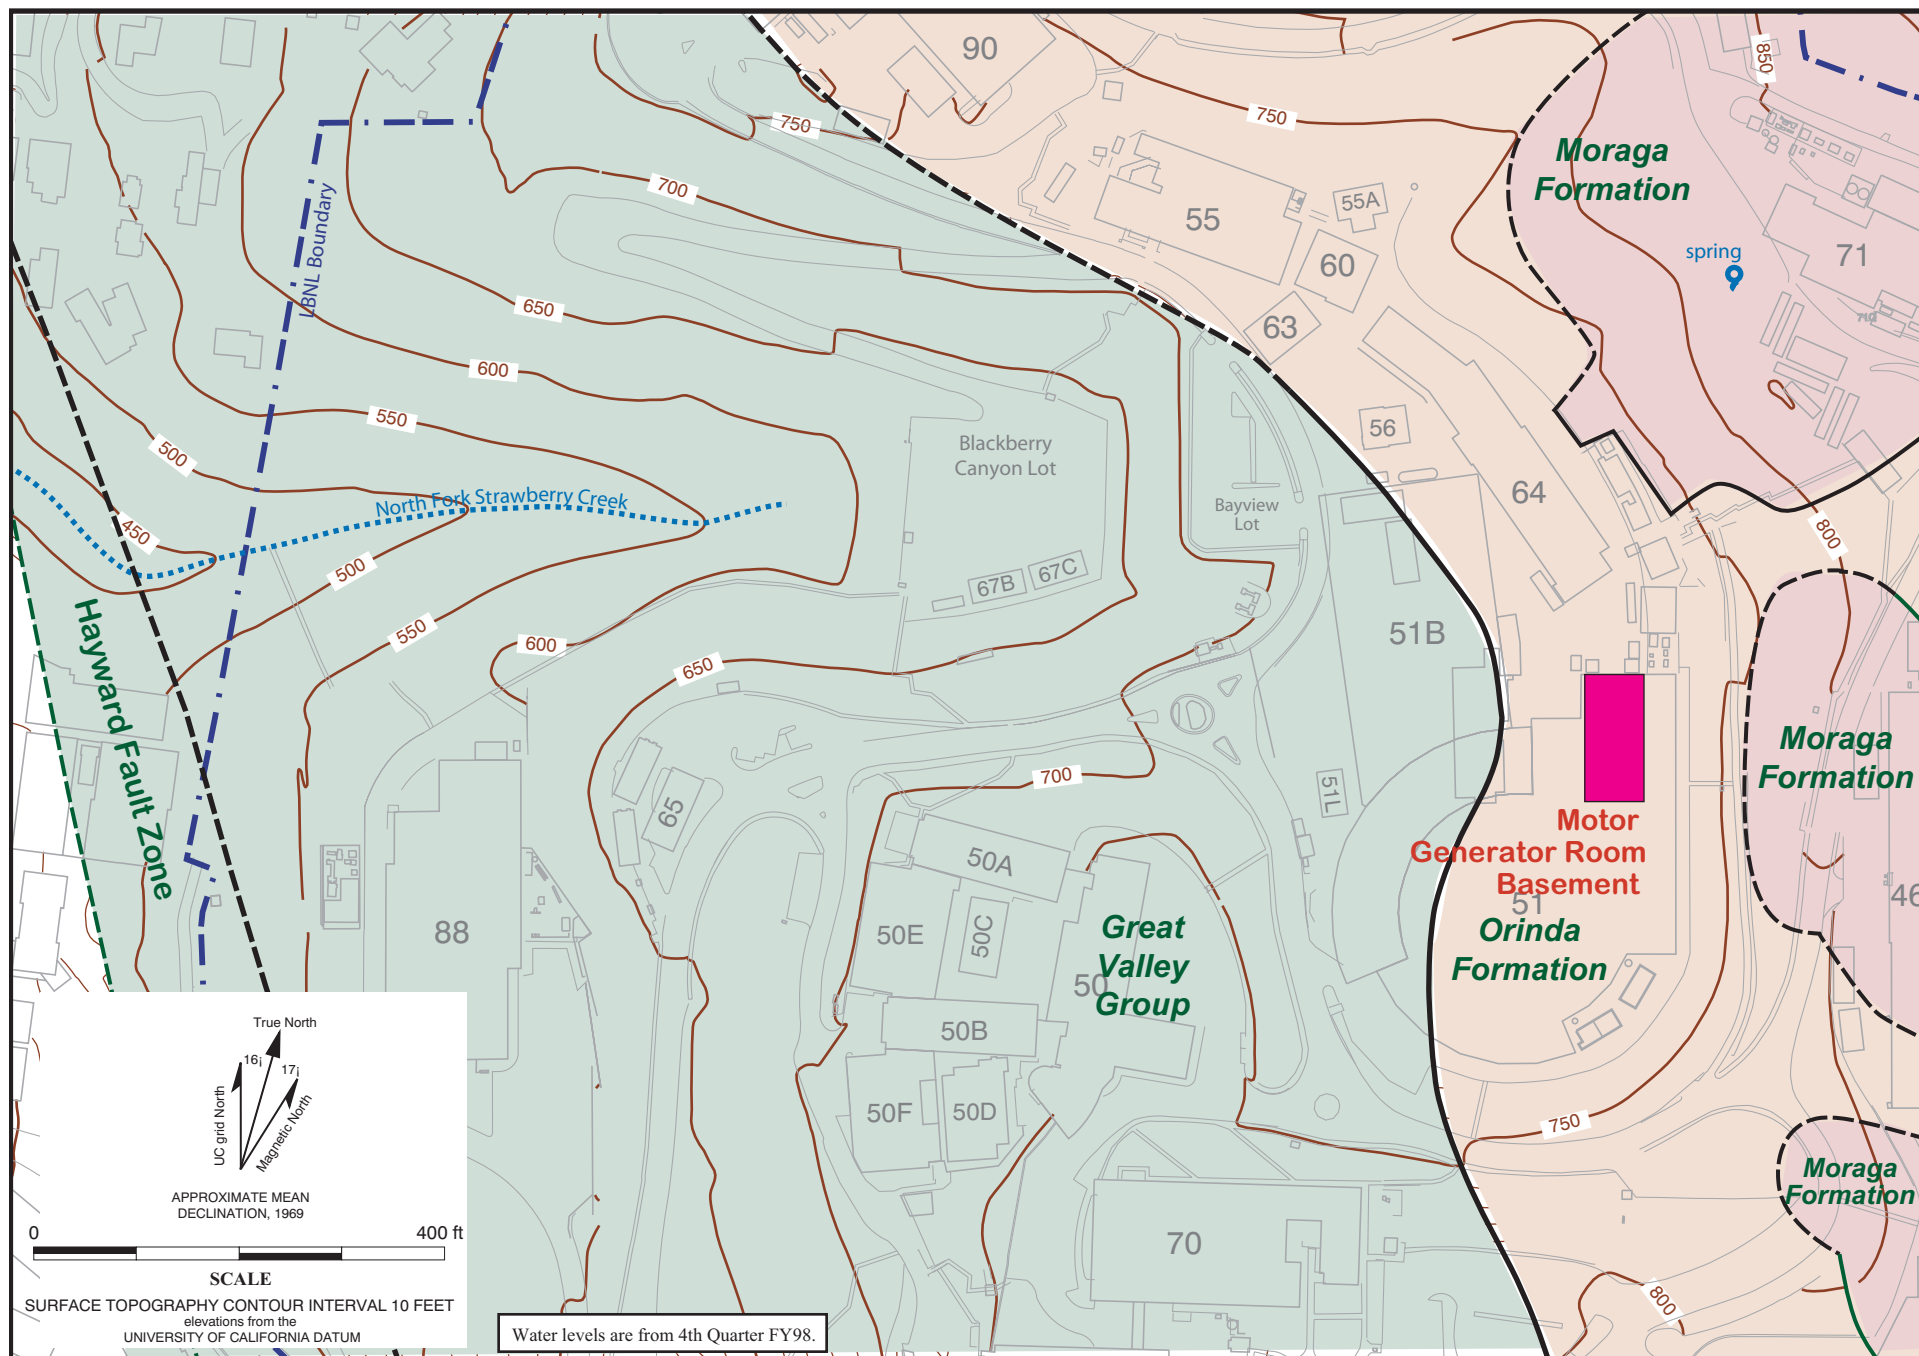 90
850
750
750
Moraga
Formation
700
55A
55
71
spring
60
LBNL Boundary
650
63
600
550
56
Blackberry
Canyon Lot
500
64
North Fork Strawberry Creek
Bayview
Lot
450
800
500
67B
67C
550
51B
600
650
Hayward Fault Zone
Moraga
Formation
700
51L
65
Motor
Generator Room
Basement
50A
51
46
88
50E
50C
Great
Valley
Group
50
Orinda
Formation
True North
16¡
17¡
UC grid North
Magnetic North
50B
50F
50D
750
Moraga
Formation
APPROXIMATE MEAN
DECLINATION, 1969
0
400 ft
SCALE
70
SURFACE TOPOGRAPHY CONTOUR INTERVAL 10 FEET
elevations from the
UNIVERSITY OF CALIFORNIA DATUM
800
Water levels are from 4th Quarter FY98.